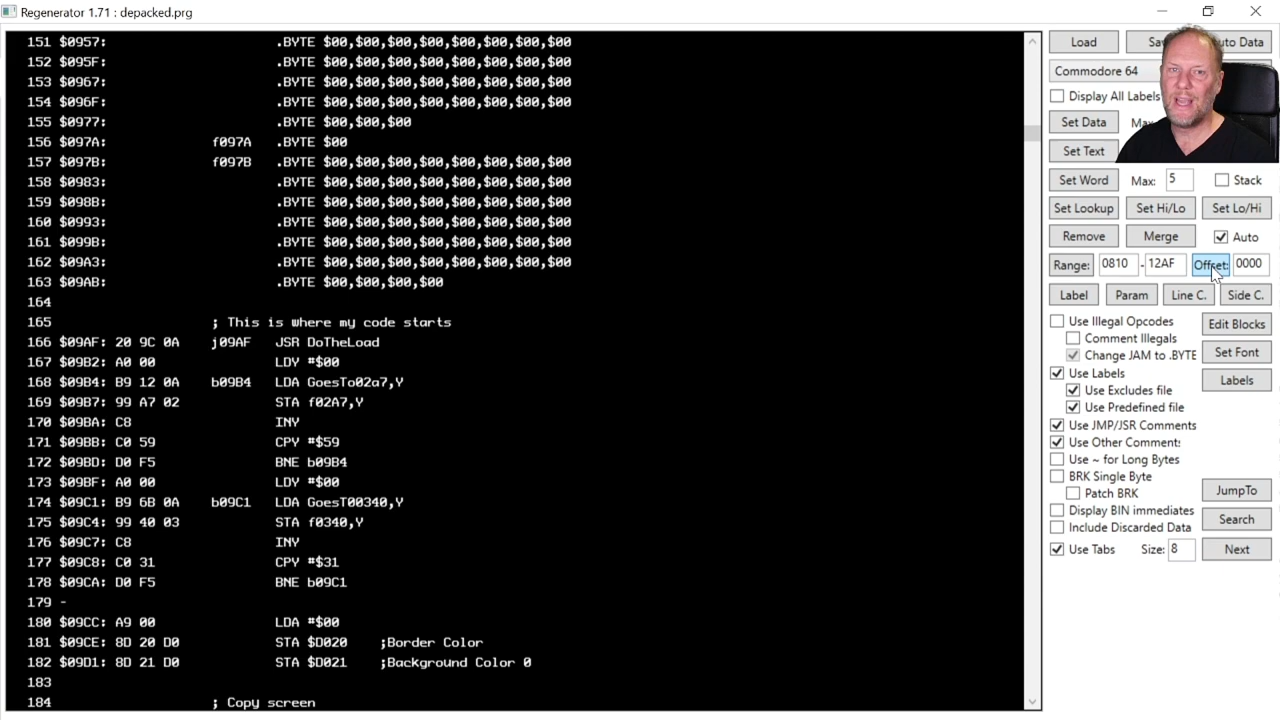 Regenerator 1.71 : depacked.prg
151 $0957: .BYTE $00,$00,$00,$00,$00,$00,$00,$00
152 $095F: .BYTE $00,$00,$00,$00,$00,$00,$00,$00
153 $0967: .BYTE $00,$00,$00,$00,$00,$00,$00,$00
154 $096F: .BYTE $00,$00,$00,$00,$00,$00,$00,$00
155 $0977: .BYTE $00,$00,$00
156 $097A: f097A .BYTE $00
157 $097B: f097B .BYTE $00,$00,$00,$00,$00,$00,$00,$00
158 $0983: .BYTE $00,$00,$00,$00,$00,$00,$00,$00
159 $098B: .BYTE $00,$00,$00,$00,$00,$00,$00,$00
160 $0993: .BYTE $00,$00,$00,$00,$00,$00,$00,$00
161 $099B: .BYTE $00,$00,$00,$00,$00,$00,$00,$00
162 $09A3: .BYTE $00,$00,$00,$00,$00,$00,$00,$00
163 $09AB: .BYTE $00,$00,$00,$00
164
165 ; This is where my code starts
166 $09AF: 20 9C 0A j09AF JSR DoTheLoad
167 $09B2: A0 00 LDY #$00
168 $09B4: B9 12 0A b09B4 LDA GoesTo02a7,Y
169 $09B7: 99 A7 02 STA f02A7,Y
170 $09BA: C8 INY
171 $09BB: C0 59 CPY #$59
172 $09BD: D0 F5 BNE b09B4
173 $09BF: A0 00 LDY #$00
174 $09C1: B9 6B 0A b09C1 LDA GoesT00340,Y
175 $09C4: 99 40 03 STA f0340,Y
176 $09C7: C8 INY
177 $09C8: C0 31 CPY #$31
178 $09CA: D0 F5 BNE b09C1
179 -
180 $09CC: A9 00 LDA #$00
181 $09CE: 8D 20 D0 STA $D020 ;Border Color
182 $09D1: 8D 21 D0 STA $D021 ;Background Color 0
183
184 ; Copy screen
Load Sav uto Data
Commodore 64
Display All Labels
Set Data Ma
Set Text
Set Word Max: 5 Stack
Set Lookup Set Hi/Lo Set Lo/Hi
Remove Merge Auto
Range: 0810 - 12AF Offset: 0000
Label Param Line C. Side C.
Use Illegal Opcodes Edit Blocks
Comment Illegals
Change JAM to .BYTE Set Font
Use Labels Labels
Use Excludes file
Use Predefined file
Use JMP/JSR Comments
Use Other Comments
Use ~ for Long Bytes
BRK Single Byte JumpTo
Patch BRK
Display BIN immediates Search
Include Discarded Data
Use Tabs Size: 8 Next